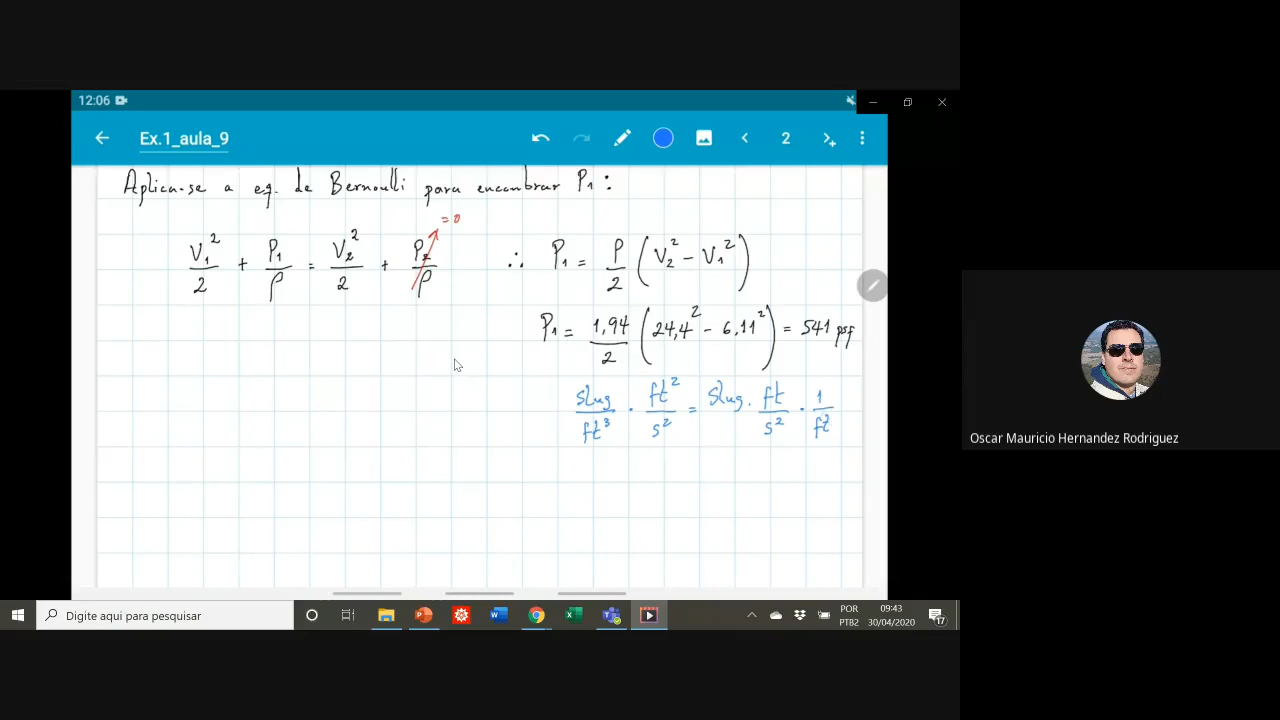 12:06
Ex.1_aula_9
2
Aplica-se a eq. de Bernoulli para encontrar P₁ :
V₁²/2 + P₁/ρ = V₂²/2 + P₂/ρ = 0 ∴ P₁ = ρ/2 (V₂² - V₁²)
P₁ = 1,94/2 (24,4² - 6,11²) = 541 psf
slug/ft³ · ft²/s² = slug · ft/s² · 1/ft²
Oscar Mauricio Hernandez Rodriguez
Digite aqui para pesquisar
POR
PTB2
09:43
30/04/2020
17